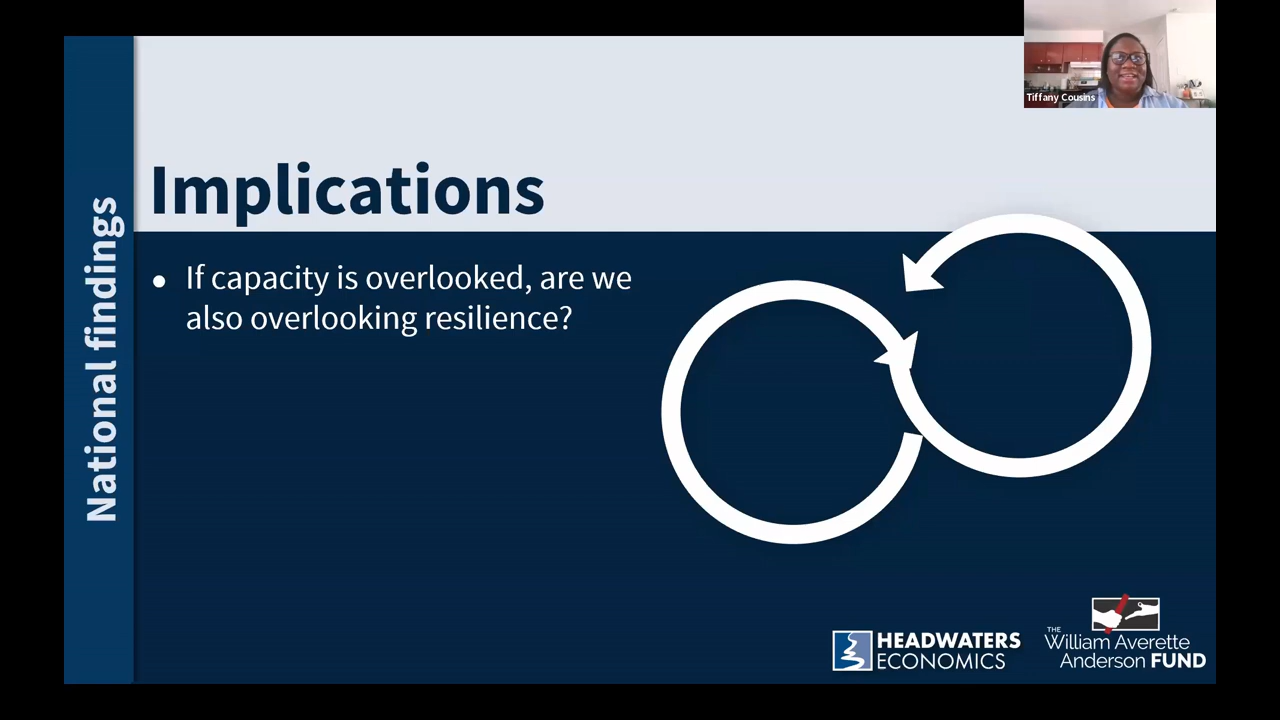 Tiffany Cousins
National findings
Implications
• If capacity is overlooked, are we
also overlooking resilience?
HEADWATERS
ECONOMICS
THE
William Averette
Anderson FUND